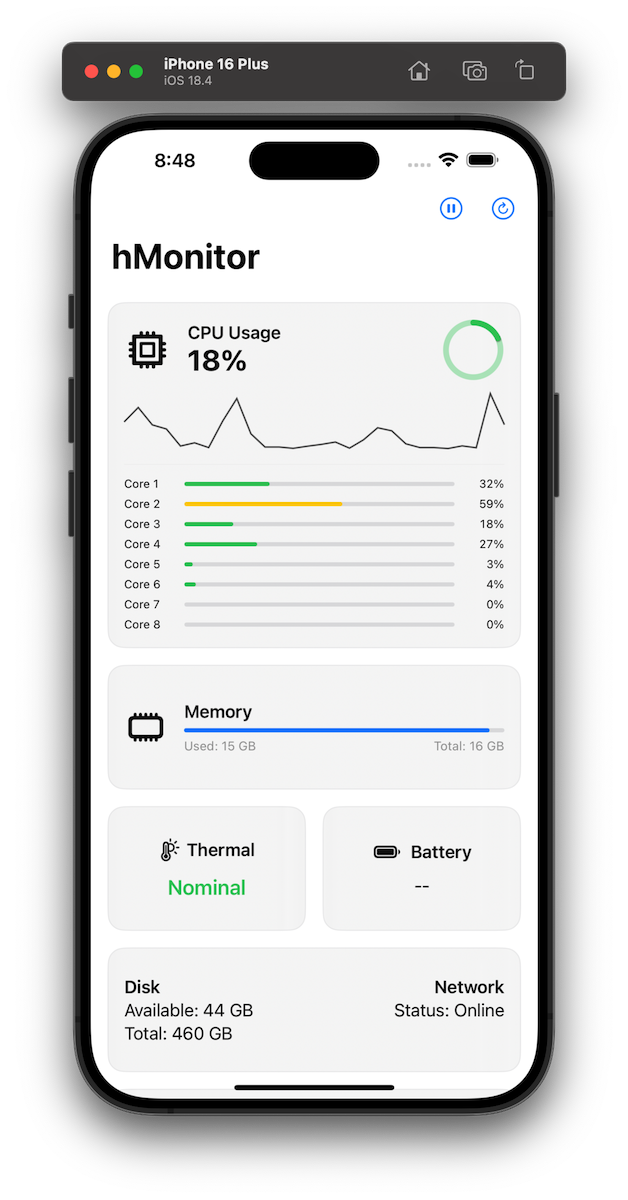 iPhone 16 Plus
iOS 18.4
8:48
hMonitor
CPU Usage
18%
Core 1 32%
Core 2 59%
Core 3 18%
Core 4 27%
Core 5 3%
Core 6 4%
Core 7 0%
Core 8 0%
Memory
Used: 15 GB Total: 16 GB
Thermal
Nominal
Battery
--
Disk
Available: 44 GB
Total: 460 GB
Network
Status: Online